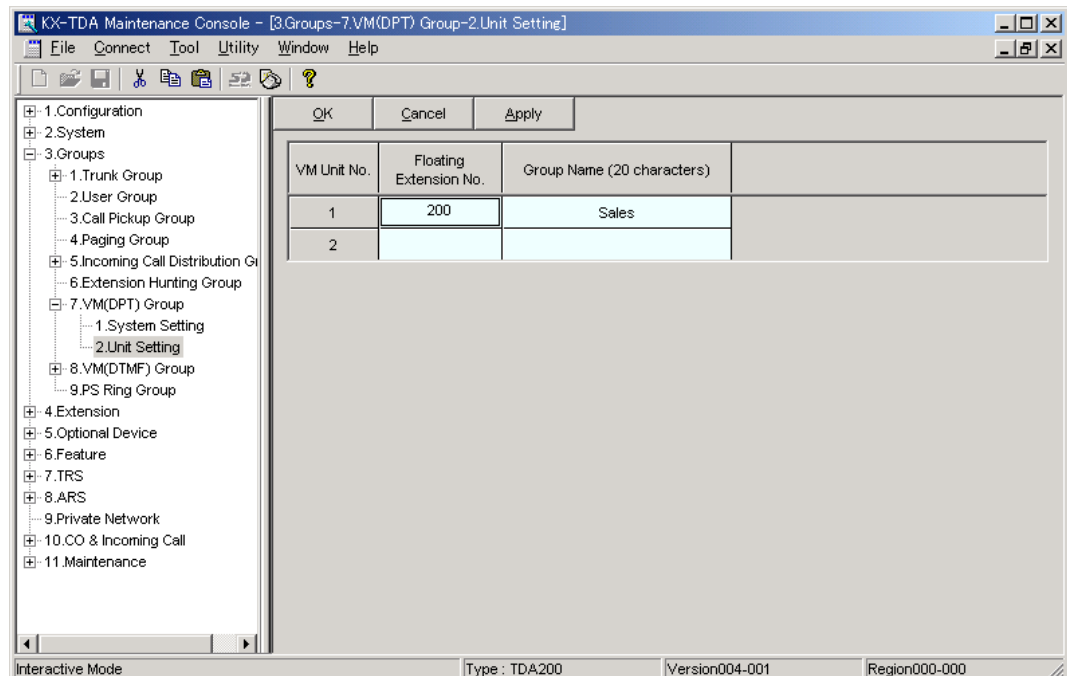 KX-TDA Maintenance Console - [3.Groups-7.VM(DPT) Group-2.Unit Setting]
File Connect Tool Utility Window Help
1.Configuration
2.System
3.Groups
1.Trunk Group
2.User Group
3.Call Pickup Group
4.Paging Group
5.Incoming Call Distribution Gr
6.Extension Hunting Group
7.VM(DPT) Group
1.System Setting
2.Unit Setting
8.VM(DTMF) Group
9.PS Ring Group
4.Extension
5.Optional Device
6.Feature
7.TRS
8.ARS
9.Private Network
10.CO & Incoming Call
11.Maintenance
OK Cancel Apply
VM Unit No. Floating Extension No. Group Name (20 characters)
1 200 Sales
2
Interactive Mode Type : TDA200 Version004-001 Region000-000